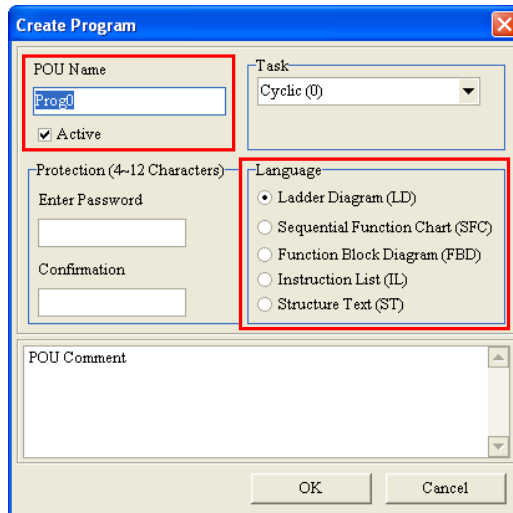 Create Program
POU Name
Prog0
Active
Task
Cyclic (0)
Protection (4~12 Characters)
Enter Password
Confirmation
Language
Ladder Diagram (LD)
Sequential Function Chart (SFC)
Function Block Diagram (FBD)
Instruction List (IL)
Structure Text (ST)
POU Comment
OK
Cancel